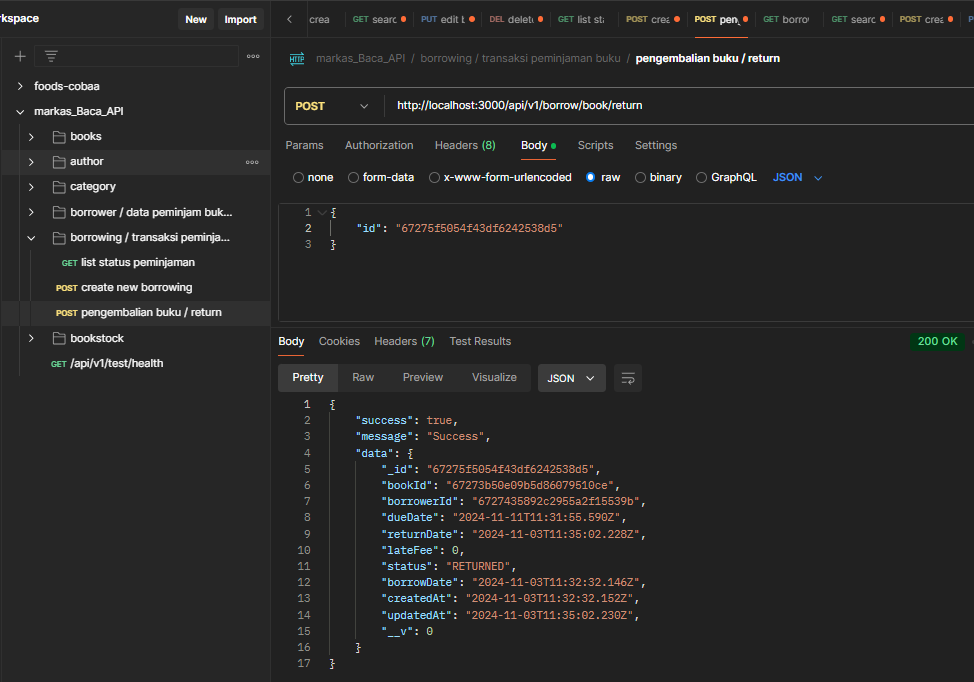 rkspace New Import
crea GET searc PUT edit b DEL delete GET list sta POST crea POST pen GET borrow GET searc POST crea
markas_Baca_API / borrowing / transaksi peminjaman buku / pengembalian buku / return
foods-cobaa
markas_Baca_API
books
author
category
borrower / data peminjam buk...
borrowing / transaksi peminja...
GET list status peminjaman
POST create new borrowing
POST pengembalian buku / return
bookstock
GET /api/v1/test/health
POST http://localhost:3000/api/v1/borrow/book/return
Params Authorization Headers (8) Body Scripts Settings
none form-data x-www-form-urlencoded raw binary GraphQL JSON
1 {
2 "id": "67275f5054f43df6242538d5"
3 }
Body Cookies Headers (7) Test Results 200 OK
Pretty Raw Preview Visualize JSON
1 {
2 "success": true,
3 "message": "Success",
4 "data": {
5 "_id": "67275f5054f43df6242538d5",
6 "bookId": "67273b50e09b5d86079510ce",
7 "borrowerId": "6727435892c2955a2f15539b",
8 "dueDate": "2024-11-11T11:31:55.590Z",
9 "returnDate": "2024-11-03T11:35:02.228Z",
10 "lateFee": 0,
11 "status": "RETURNED",
12 "borrowDate": "2024-11-03T11:32:32.146Z",
13 "createdAt": "2024-11-03T11:32:32.152Z",
14 "updatedAt": "2024-11-03T11:35:02.230Z",
15 "__v": 0
16 }
17 }